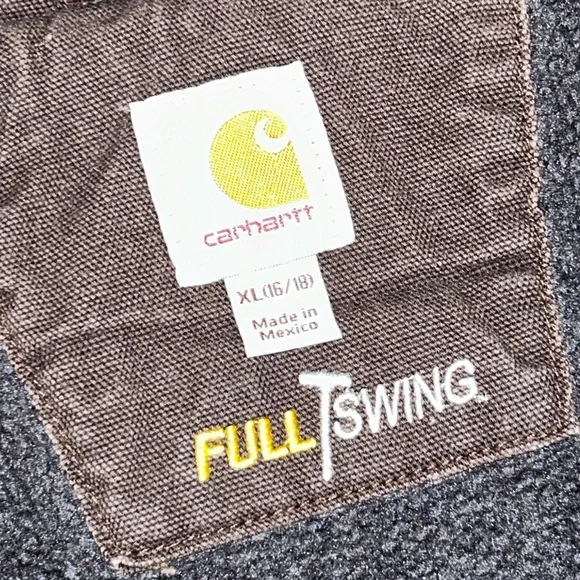 carhartt
XL(16/18)
Made in
Mexico
FULL SWING